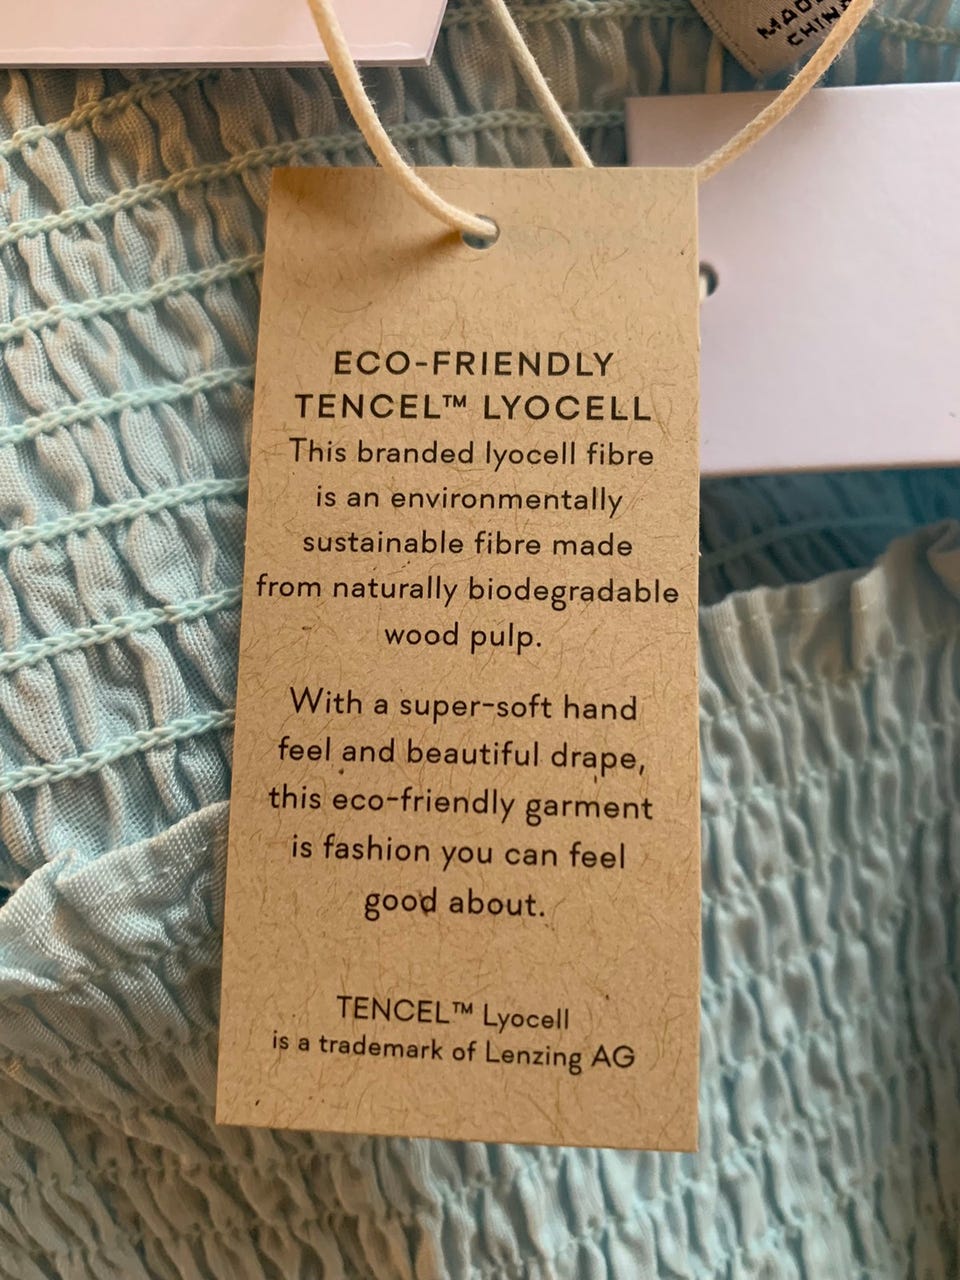 MADE
CHINA
ECO-FRIENDLY
TENCEL™ LYOCELL
This branded lyocell fibre
is an environmentally
sustainable fibre made
from naturally biodegradable
wood pulp.
With a super-soft hand
feel and beautiful drape,
this eco-friendly garment
is fashion you can feel
good about.
TENCEL™ Lyocell
is a trademark of Lenzing AG